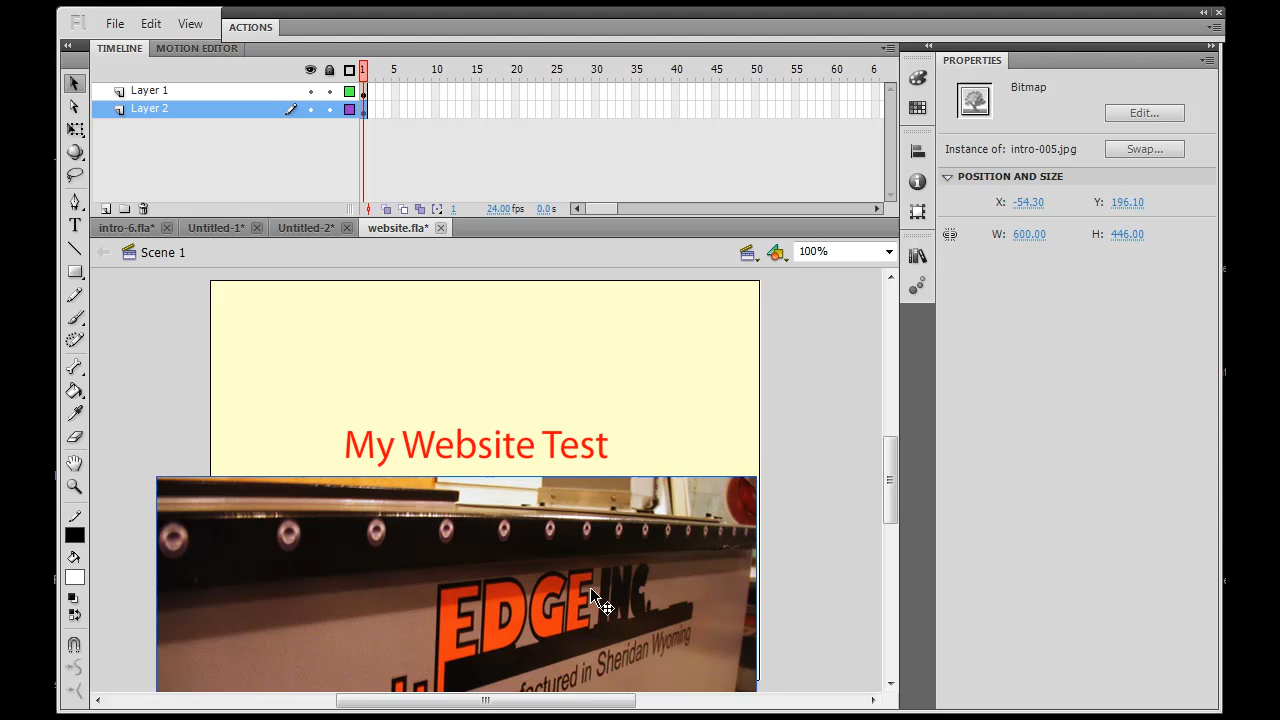 Fl File Edit View ACTIONS
TIMELINE MOTION EDITOR PROPERTIES
1 5 10 15 20 25 30 35 40 45 50 55 60 6
Layer 1
Layer 2
Bitmap
Edit...
Instance of: intro-005.jpg Swap...
POSITION AND SIZE
X: -54.30 Y: 196.10
W: 600.00 H: 446.00
1 24.00fps 0.0s
intro-6.fla* Untitled-1* Untitled-2* website.fla*
Scene 1 100%
My Website Test
EDGE INC.
factured in Sheridan Wyoming